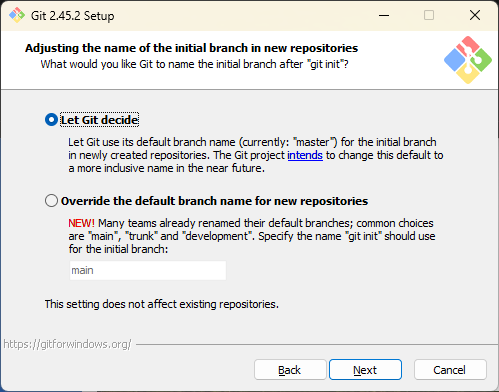 Git 2.45.2 Setup
Adjusting the name of the initial branch in new repositories
What would you like Git to name the initial branch after "git init"?
Let Git decide
Let Git use its default branch name (currently: "master") for the initial branch
in newly created repositories. The Git project intends to change this default to
a more inclusive name in the near future.
Override the default branch name for new repositories
NEW! Many teams already renamed their default branches; common choices
are "main", "trunk" and "development". Specify the name "git init" should use
for the initial branch:
main
This setting does not affect existing repositories.
https://gitforwindows.org/
Back Next Cancel